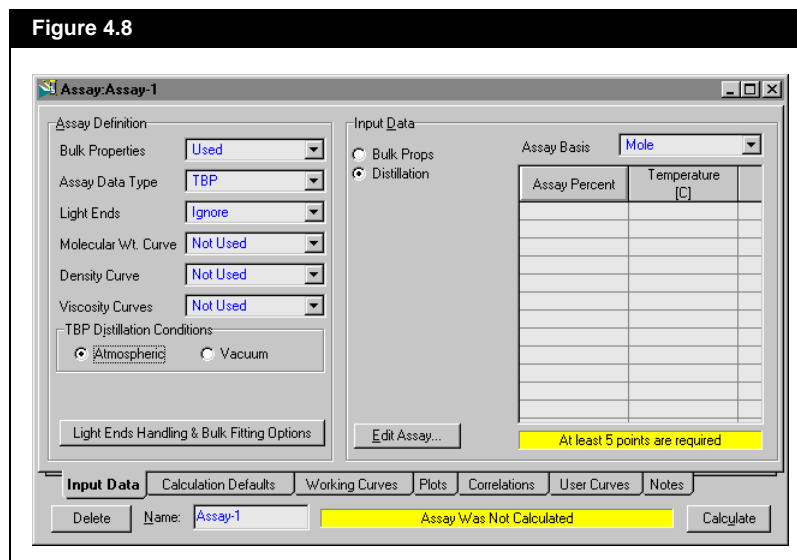 Figure 4.8
Assay:Assay-1
Assay Definition
Bulk Properties Used
Assay Data Type TBP
Light Ends Ignore
Molecular Wt. Curve Not Used
Density Curve Not Used
Viscosity Curves Not Used
TBP Distillation Conditions
Atmospheric Vacuum
Light Ends Handling & Bulk Fitting Options
Input Data
Bulk Props
Distillation
Edit Assay...
Assay Basis Mole
Assay Percent Temperature
[C]
At least 5 points are required
Input Data Calculation Defaults Working Curves Plots Correlations User Curves Notes
Delete Name: Assay-1 Assay Was Not Calculated Calculate